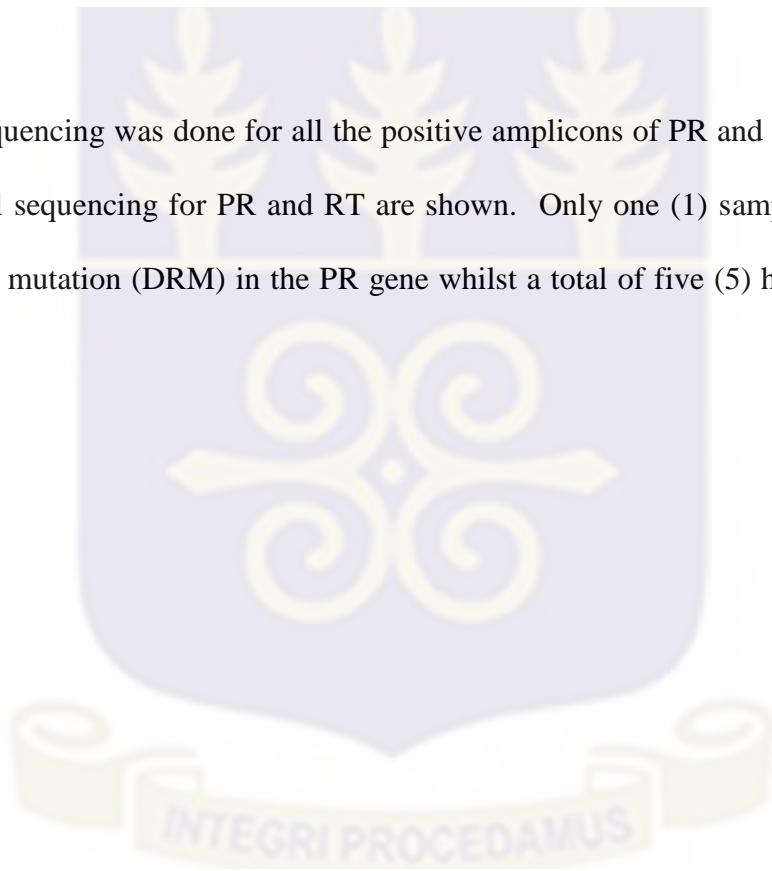 quencing was done for all the positive amplicons of PR and
l sequencing for PR and RT are shown. Only one (1) samp
mutation (DRM) in the PR gene whilst a total of five (5) h
INTEGRI PROCEDAMUS